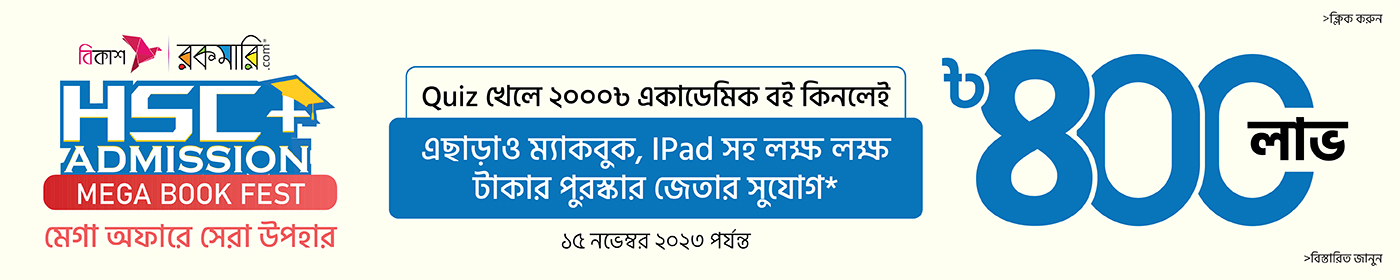 >ক্লিক করুন
বিকাশ রকমারি.com
HSC+
ADMISSION
MEGA BOOK FEST
মেগা অফারে সেরা উপহার
Quiz খেলে ২০০০৳ একাডেমিক বই কিনলেই
এছাড়াও ম্যাকবুক, IPad সহ লক্ষ লক্ষ
টাকার পুরস্কার জেতার সুযোগ*
১৫ নভেম্বর ২০২৩ পর্যন্ত
৳৪00 লাভ
>বিস্তারিত জানুন